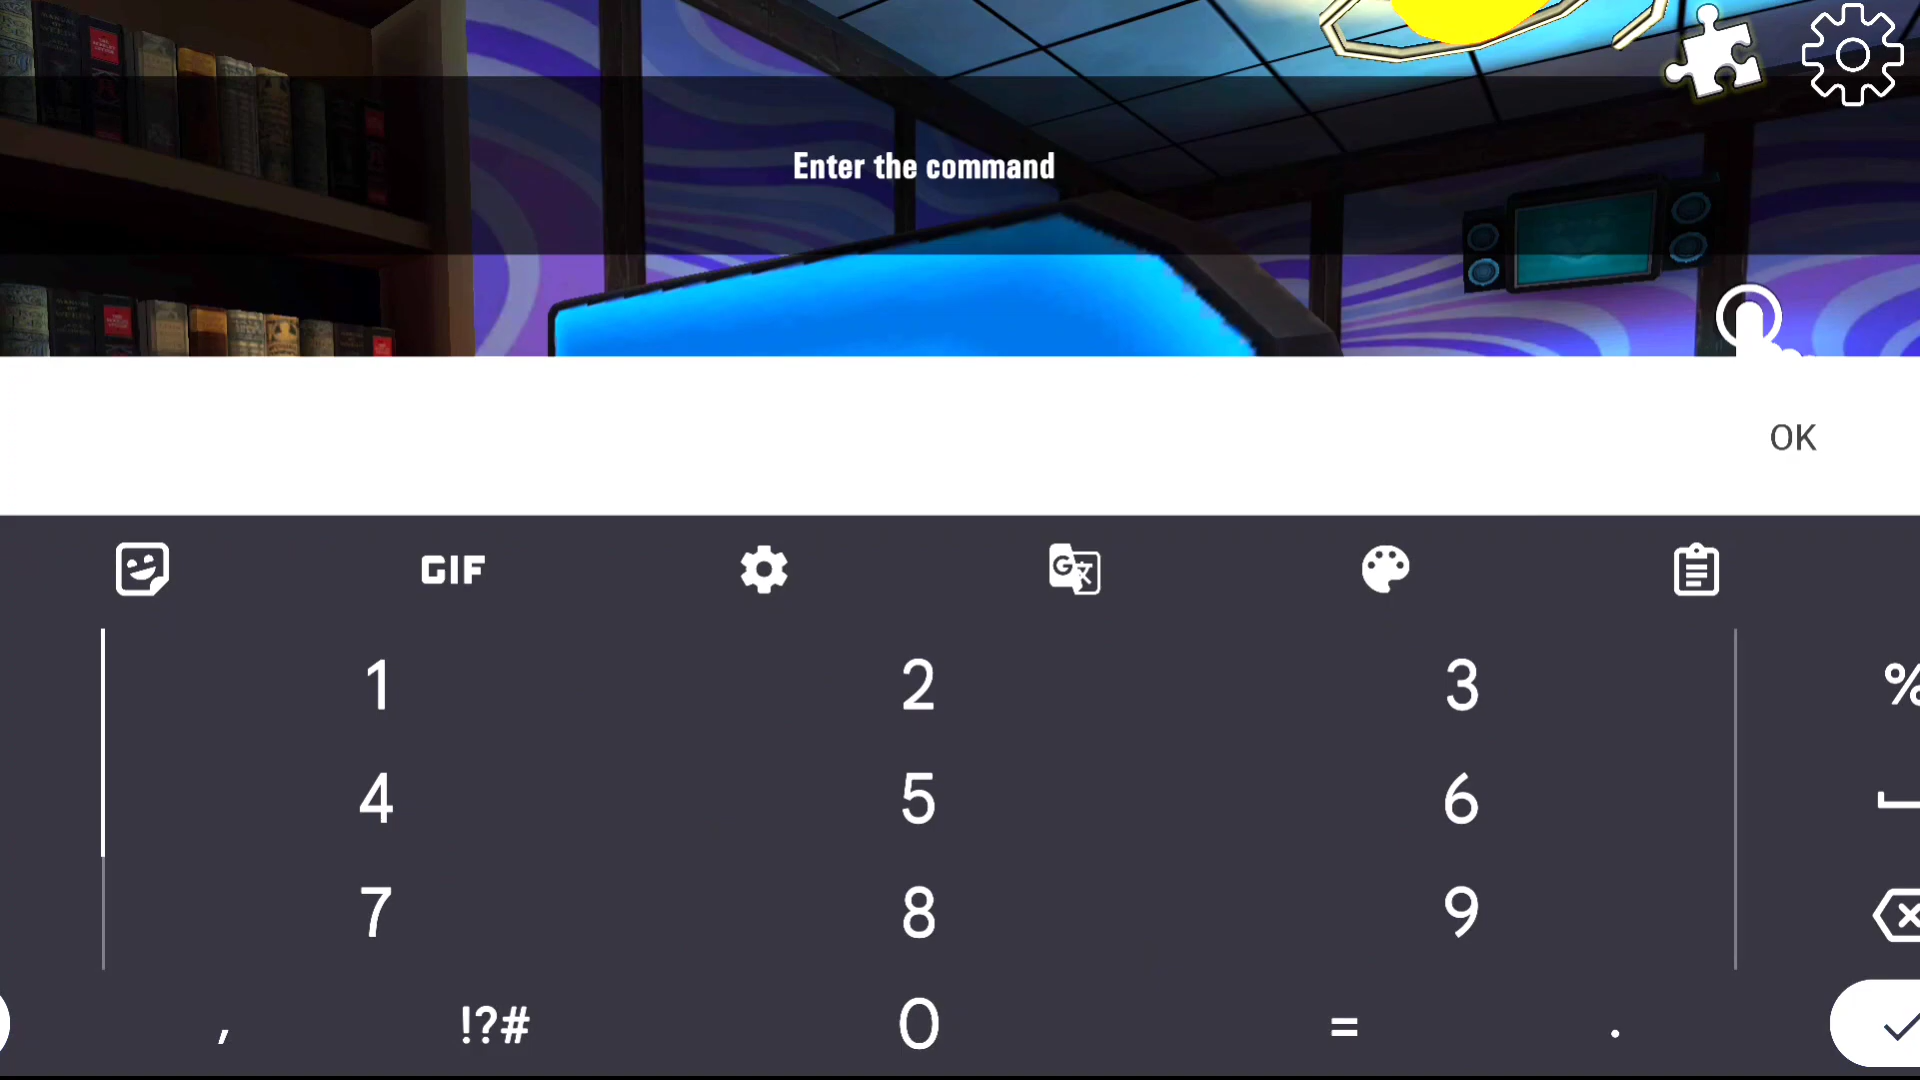 Enter the command
OK
GIF
1 2 3 %
4 5 6
7 8 9
, !?# 0 = .